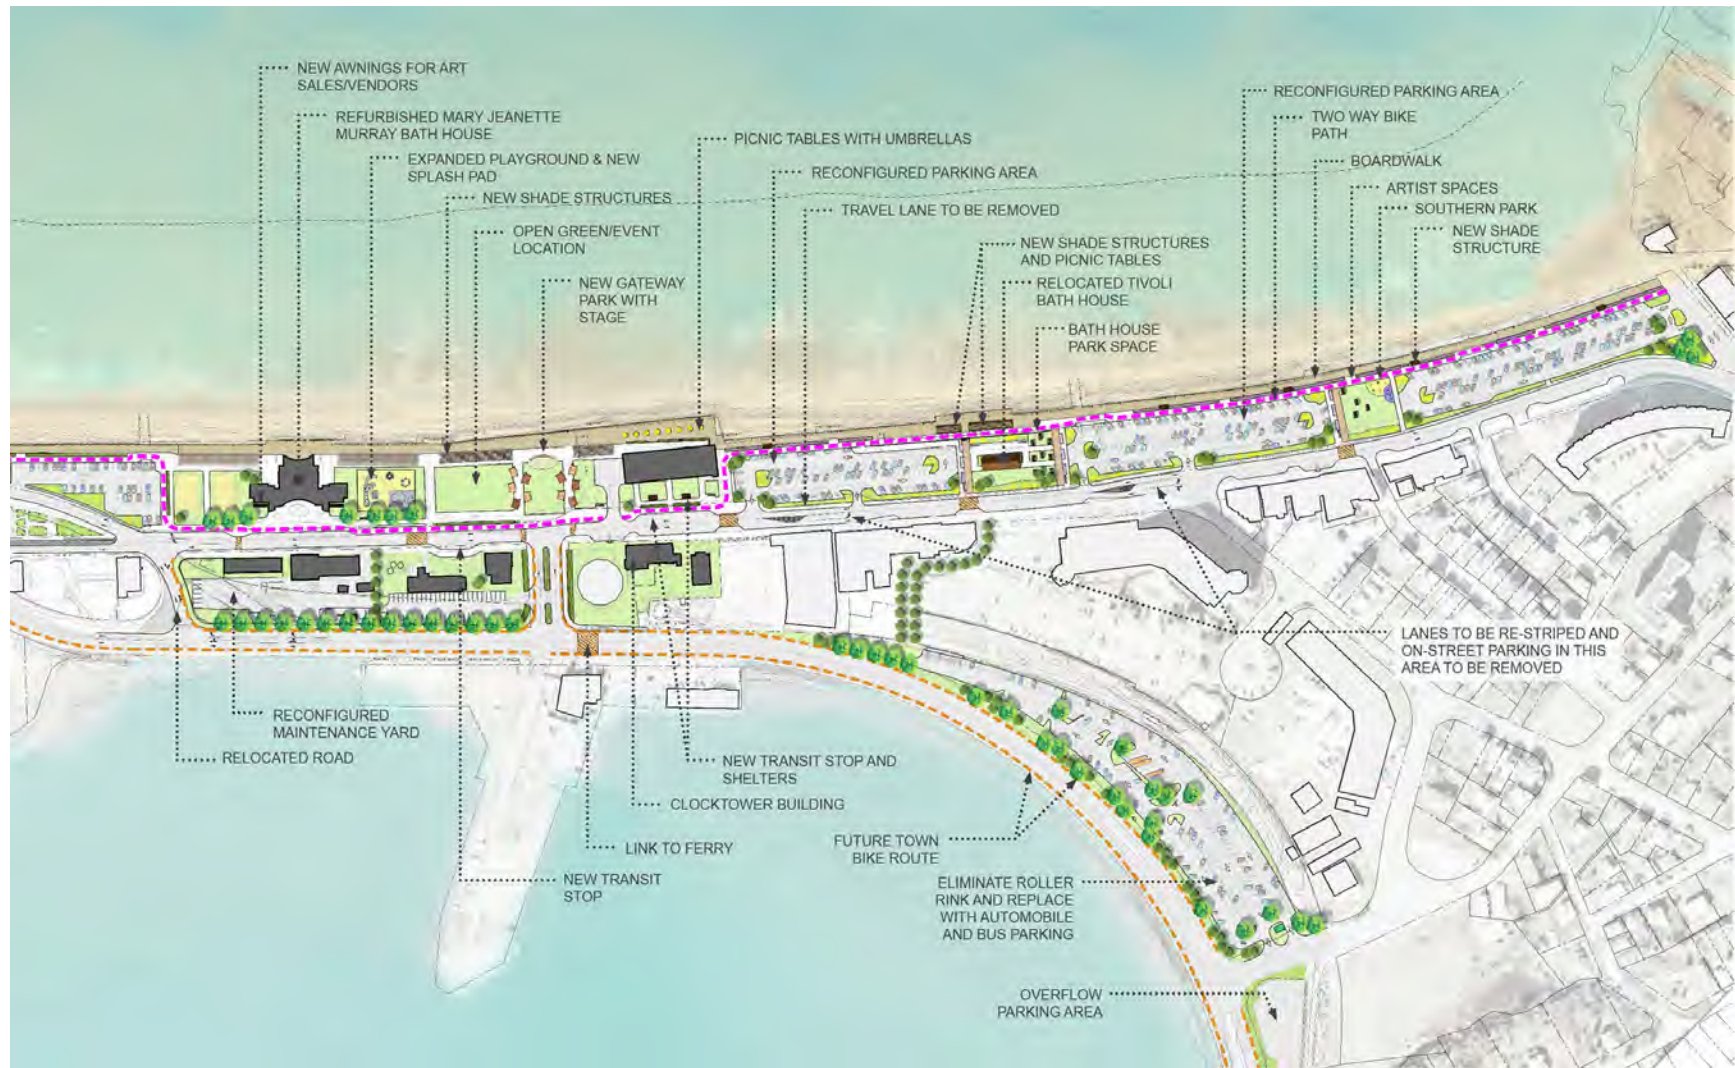 NEW AWNINGS FOR ART
SALES/VENDORS
REFURBISHED MARY JEANETTE
MURRAY BATH HOUSE
EXPANDED PLAYGROUND & NEW
SPLASH PAD
NEW SHADE STRUCTURES
OPEN GREEN/EVENT
LOCATION
NEW GATEWAY
PARK WITH
STAGE
PICNIC TABLES WITH UMBRELLAS
RECONFIGURED PARKING AREA
TRAVEL LANE TO BE REMOVED
NEW SHADE STRUCTURES
AND PICNIC TABLES
RELOCATED TIVOLI
BATH HOUSE
BATH HOUSE
PARK SPACE
RECONFIGURED PARKING AREA
TWO WAY BIKE
PATH
BOARDWALK
ARTIST SPACES
SOUTHERN PARK
NEW SHADE
STRUCTURE
LANES TO BE RE-STRIPED AND
ON-STREET PARKING IN THIS
AREA TO BE REMOVED
RECONFIGURED
MAINTENANCE YARD
RELOCATED ROAD
NEW TRANSIT STOP AND
SHELTERS
CLOCKTOWER BUILDING
LINK TO FERRY
NEW TRANSIT
STOP
FUTURE TOWN
BIKE ROUTE
ELIMINATE ROLLER
RINK AND REPLACE
WITH AUTOMOBILE
AND BUS PARKING
OVERFLOW
PARKING AREA